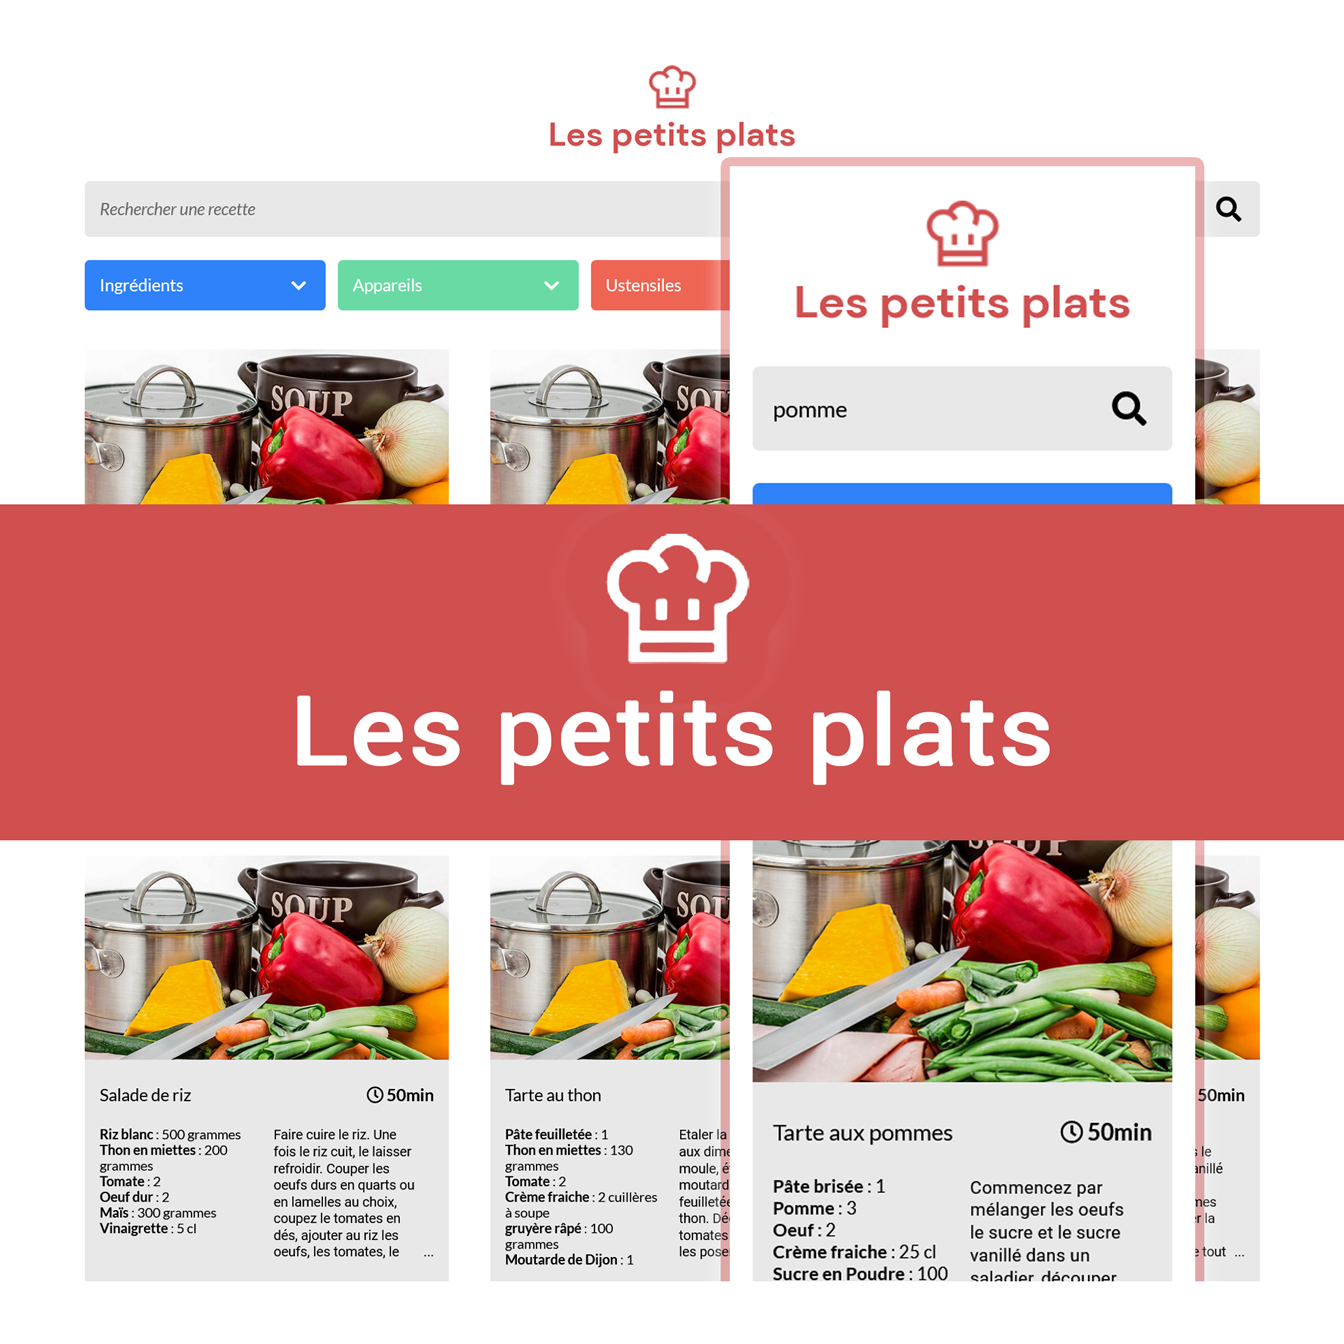 Les petits plats
Rechercher une recette
Ingrédients
Appareils
Ustensiles
SOUP
SOUP
Les petits plats
pomme
Les petits plats
SOUP
SOUP
Salade de riz
50min
Riz blanc : 500 grammes
Thon en miettes : 200
grammes
Tomate : 2
Oeuf dur : 2
Maïs : 300 grammes
Vinaigrette : 5 cl
Faire cuire le riz. Une
fois le riz cuit, le laisser
refroidir. Couper les
oeufs durs en quarts ou
en lamelles au choix,
coupez le tomates en
dés, ajouter au riz les
oeufs, les tomates, le ...
Tarte au thon
Pâte feuilletée : 1
Thon en miettes : 130
grammes
Tomate : 2
Crème fraiche : 2 cuillères
à soupe
gruyère râpé : 100
grammes
Moutarde de Dijon : 1
Etaler la
aux dime
moule, é
moutard
feuilleté
thon. Dé
tomates
les pose
Tarte aux pommes
50min
Pâte brisée : 1
Pomme : 3
Oeuf : 2
Crème fraiche : 25 cl
Sucre en Poudre : 100
Commencez par
mélanger les oeufs
le sucre et le sucre
vanillé dans un
saladier, découper
50min
le
anillé
mes
r la
tout ...